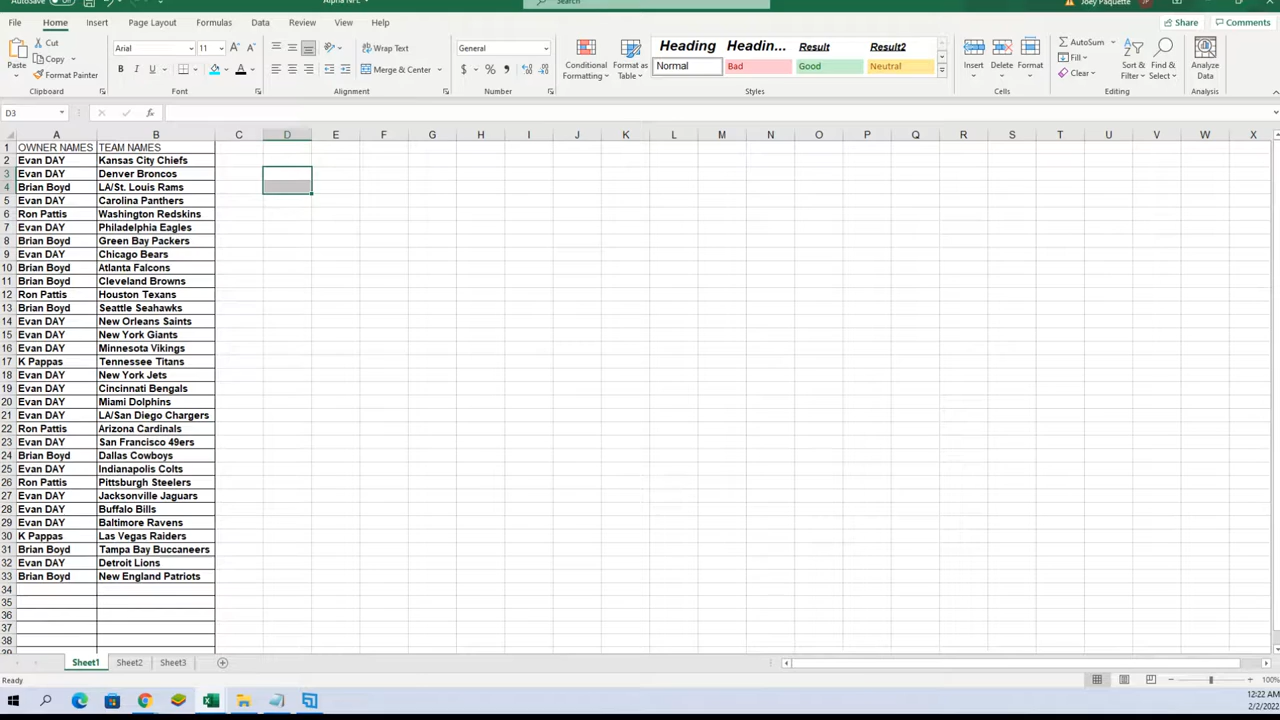 AutoSave Off Alpha NFL Search Joey Paquette JP
File Home Insert Page Layout Formulas Data Review View Help Share Comments
Cut Arial 11 Wrap Text General Heading Headin... Result Result2 AutoSum
Copy Fill
Paste Format Painter Merge & Center Conditional Formatting Format as Table Normal Bad Good Neutral Insert Delete Format Clear Sort & Filter Find & Select Analyze Data
Clipboard Font Alignment Number Styles Cells Editing Analysis
D3 fx
A B C D E F G H I J K L M N O P Q R S T U V W X
1 OWNER NAMES TEAM NAMES
2 Evan DAY Kansas City Chiefs
3 Evan DAY Denver Broncos
4 Brian Boyd LA/St. Louis Rams
5 Evan DAY Carolina Panthers
6 Ron Pattis Washington Redskins
7 Evan DAY Philadelphia Eagles
8 Brian Boyd Green Bay Packers
9 Evan DAY Chicago Bears
10 Brian Boyd Atlanta Falcons
11 Brian Boyd Cleveland Browns
12 Ron Pattis Houston Texans
13 Brian Boyd Seattle Seahawks
14 Evan DAY New Orleans Saints
15 Evan DAY New York Giants
16 Evan DAY Minnesota Vikings
17 K Pappas Tennessee Titans
18 Evan DAY New York Jets
19 Evan DAY Cincinnati Bengals
20 Evan DAY Miami Dolphins
21 Evan DAY LA/San Diego Chargers
22 Ron Pattis Arizona Cardinals
23 Evan DAY San Francisco 49ers
24 Brian Boyd Dallas Cowboys
25 Evan DAY Indianapolis Colts
26 Ron Pattis Pittsburgh Steelers
27 Evan DAY Jacksonville Jaguars
28 Evan DAY Buffalo Bills
29 Evan DAY Baltimore Ravens
30 K Pappas Las Vegas Raiders
31 Brian Boyd Tampa Bay Buccaneers
32 Evan DAY Detroit Lions
33 Brian Boyd New England Patriots
34
35
36
37
38
39
Sheet1 Sheet2 Sheet3
Ready 100%
12:22 AM
2/2/2022